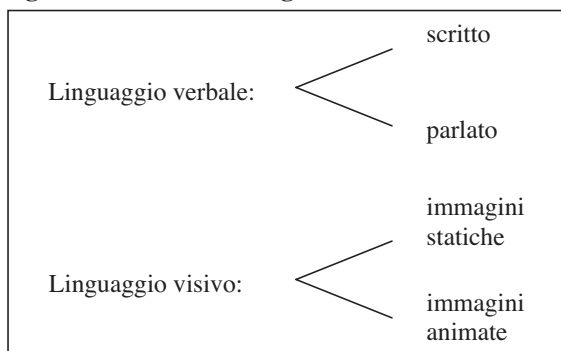 scritto
Linguaggio verbale:
parlato
immagini
statiche
Linguaggio visivo:
immagini
animate